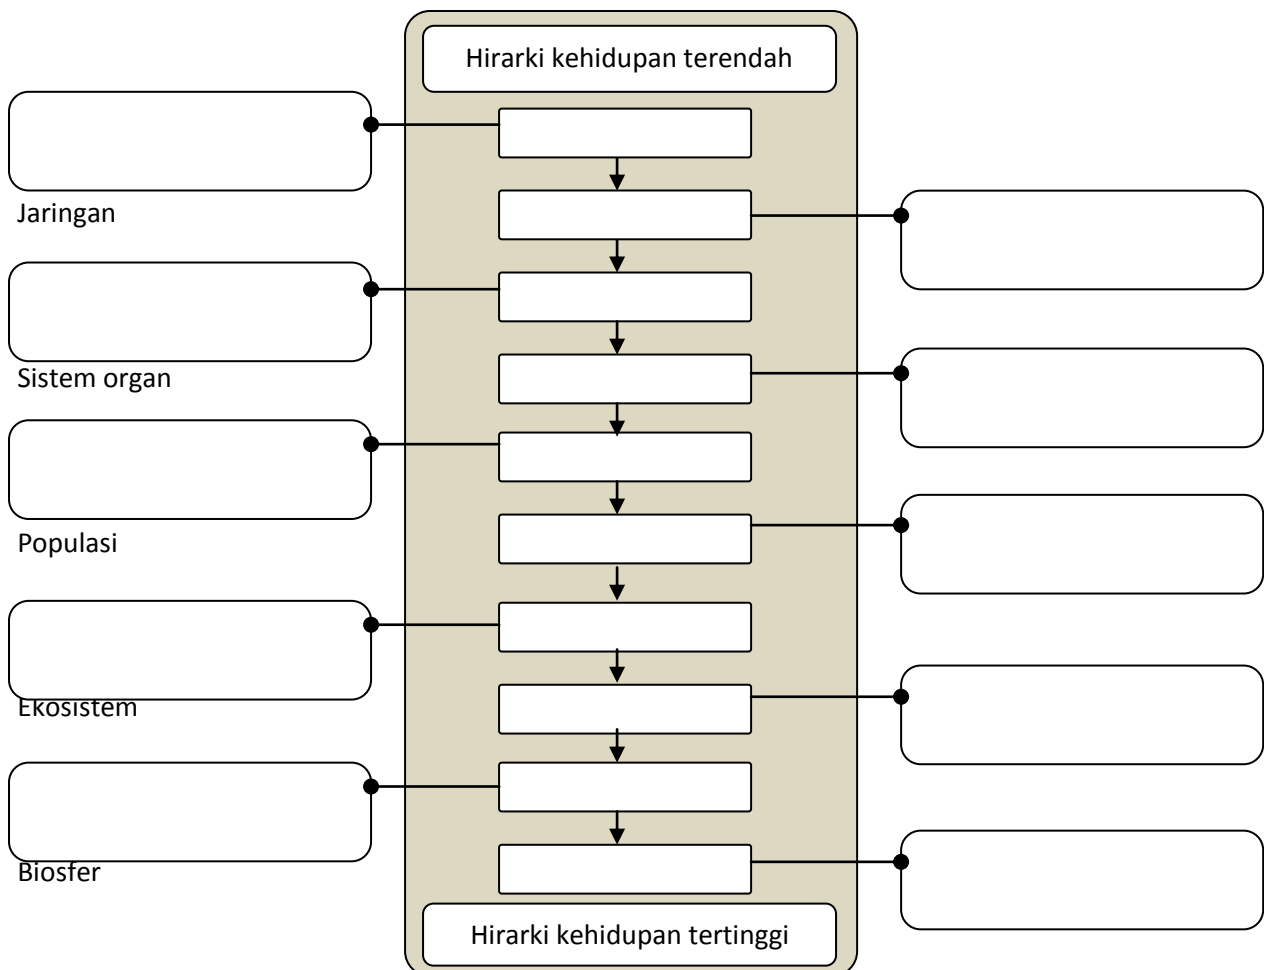 Hirarki kehidupan terendah
Jaringan
Sistem organ
Populasi
Ekosistem
Biosfer
Hirarki kehidupan tertinggi